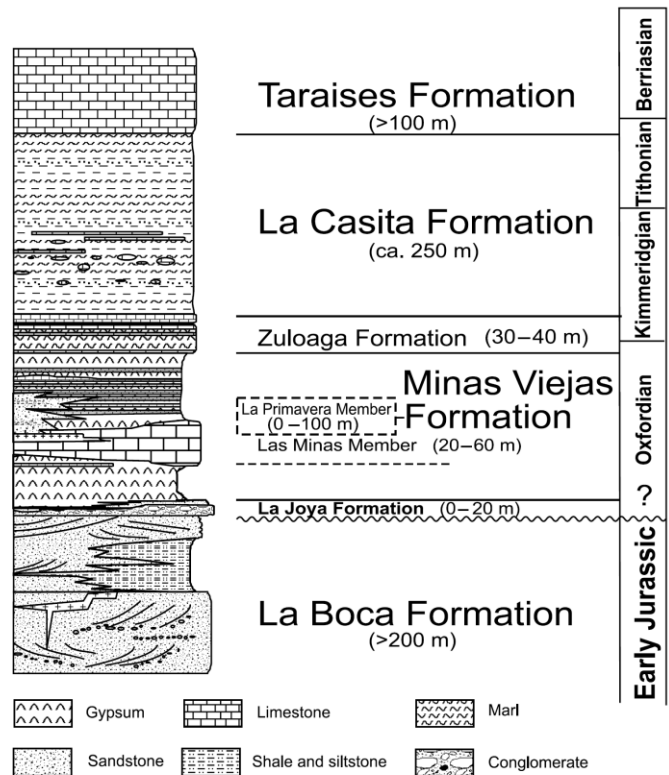 Taraises Formation
(>100 m)
La Casita Formation
(ca. 250 m)
Zuloaga Formation (30–40 m)
Minas Viejas
Formation
La Primavera Member
(0–100 m)
Las Minas Member (20–60 m)
La Joya Formation (0–20 m)
La Boca Formation
(>200 m)
Berriasian
Tithonian
Kimmeridgian
Oxfordian
·?
Early Jurassic
Gypsum
Limestone
Marl
Sandstone
Shale and siltstone
Conglomerate